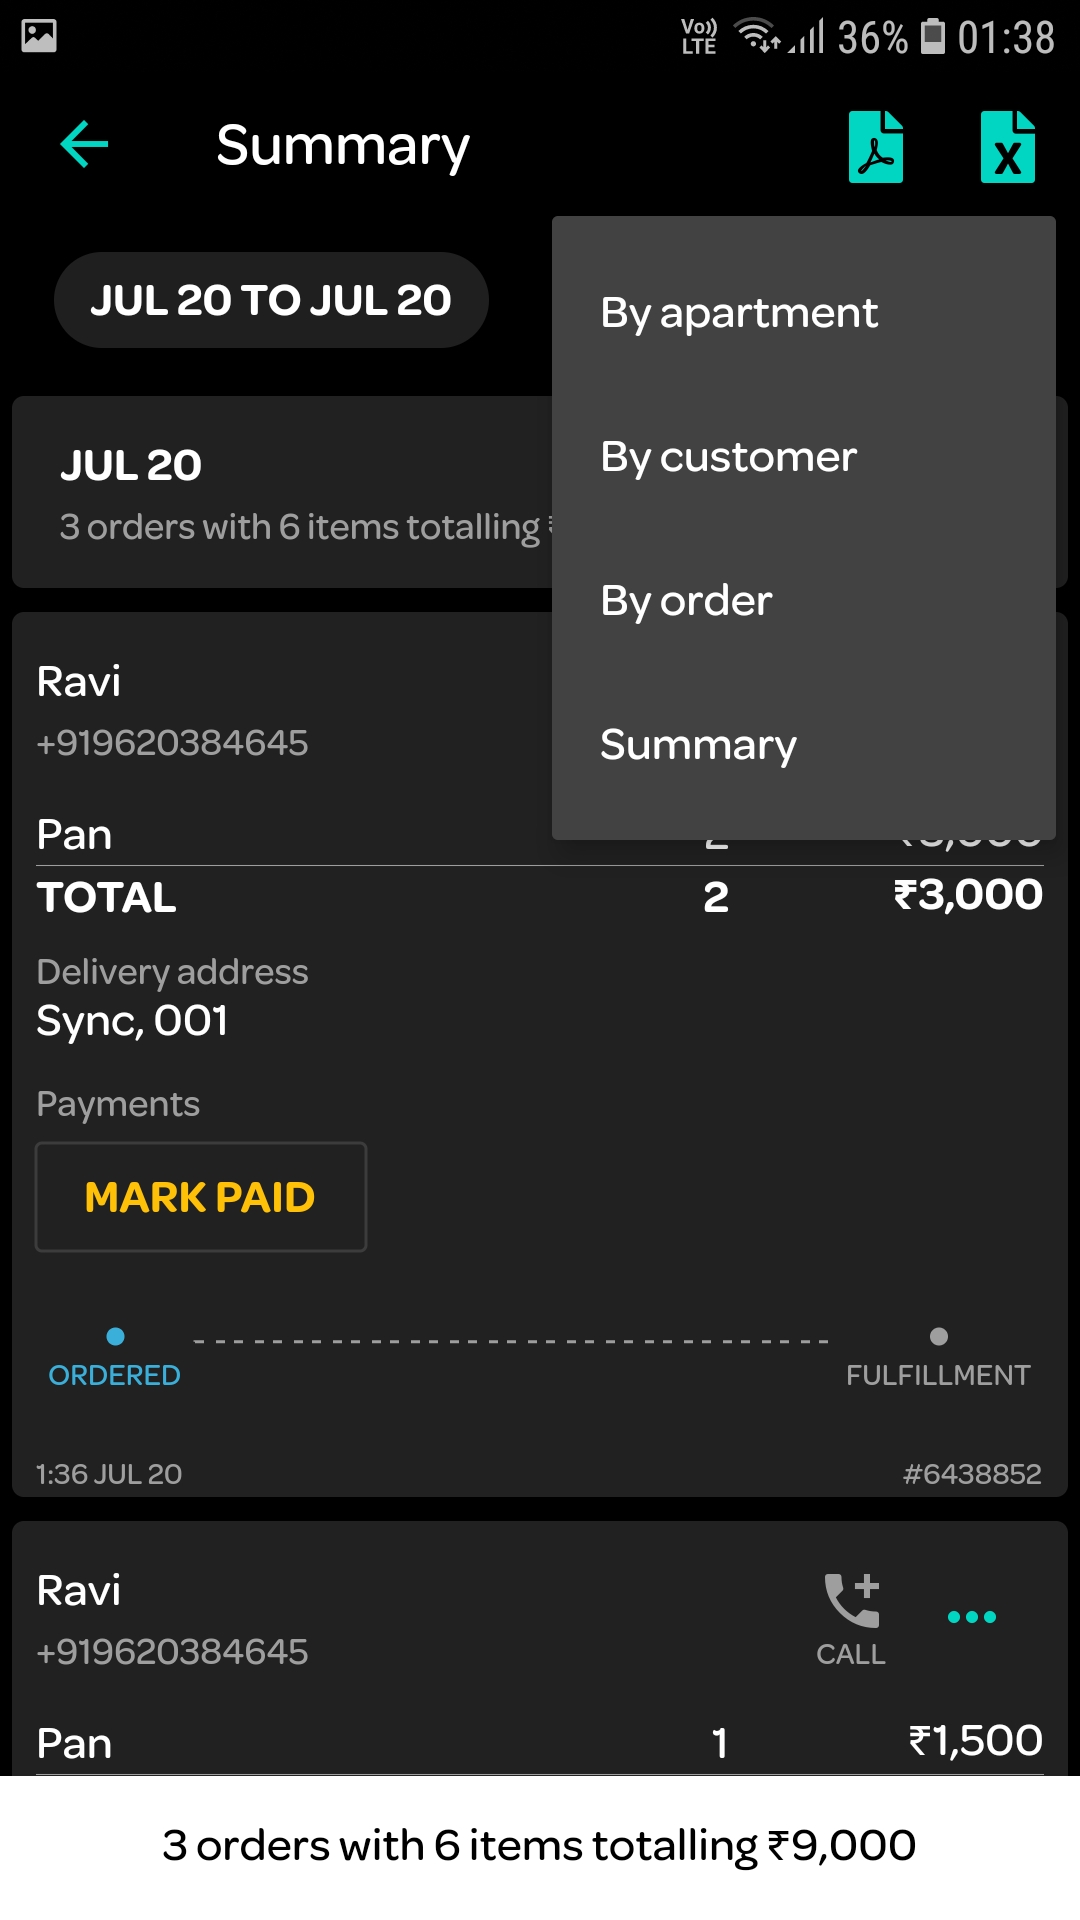 Vo)) LTE 36% 01:38
Summary
JUL 20 TO JUL 20
By apartment
By customer
By order
Summary
JUL 20
3 orders with 6 items totalling
Ravi
+919620384645
Pan
TOTAL 2 ₹3,000
Delivery address
Sync, 001
Payments
MARK PAID
ORDERED FULFILLMENT
1:36 JUL 20 #6438852
Ravi
+919620384645
CALL
Pan 1 ₹1,500
3 orders with 6 items totalling ₹9,000